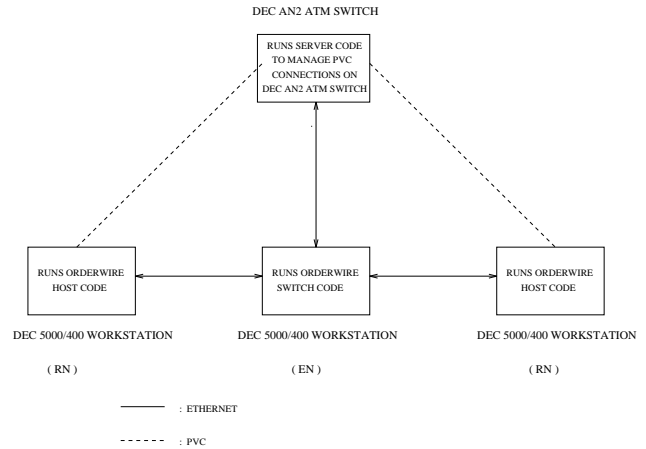 DEC AN2 ATM SWITCH
RUNS SERVER CODE
TO MANAGE PVC
CONNECTIONS ON
DEC AN2 ATM SWITCH
RUNS ORDERWIRE
HOST CODE
RUNS ORDERWIRE
SWITCH CODE
RUNS ORDERWIRE
HOST CODE
DEC 5000/400 WORKSTATION
DEC 5000/400 WORKSTATION
DEC 5000/400 WORKSTATION
( RN )
( EN )
( RN )
: ETHERNET
: PVC